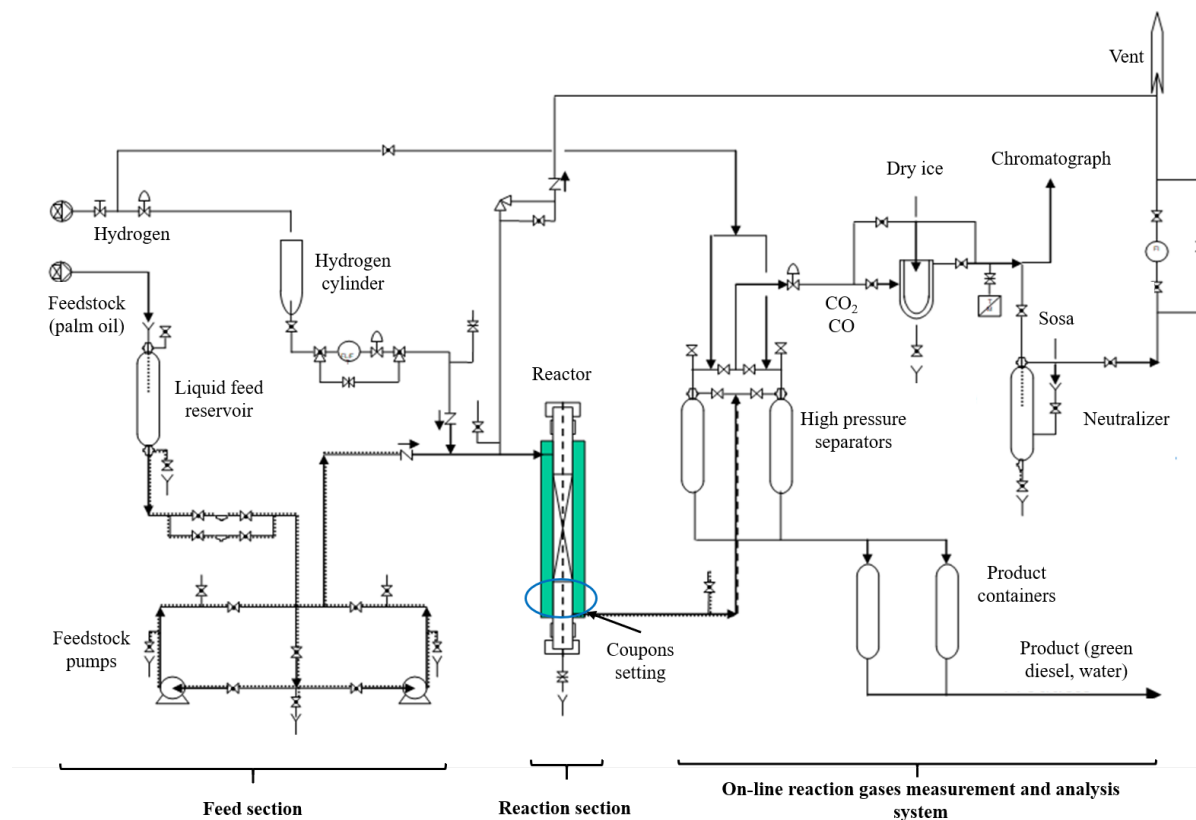 Vent
Dry ice
Chromatograph
Hydrogen
Hydrogen
cylinder
Feedstock
(palm oil)
CO2
CO
Sosa
Liquid feed
reservoir
Reactor
High pressure
separators
Neutralizer
Product
containers
Feedstock
pumps
Coupons
setting
Product (green
diesel, water)
Feed section
Reaction section
On-line reaction gases measurement and analysis
system